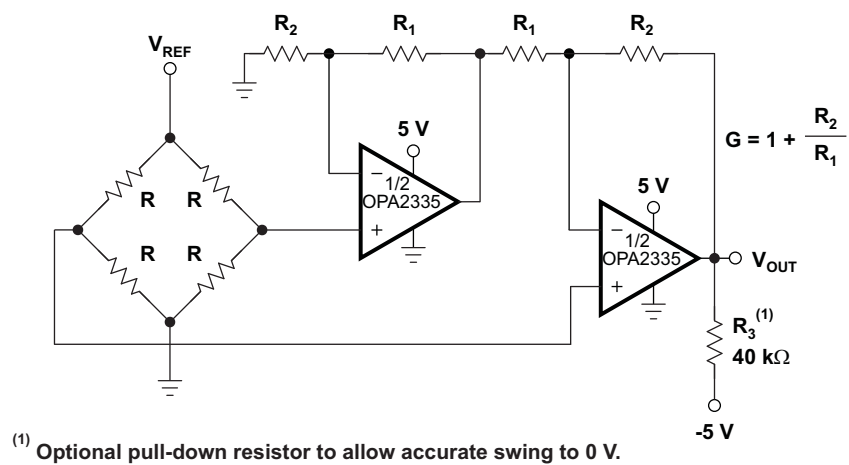 R2
R1
R1
R2
VREF
5 V
G = 1 + R2
R1
−
1/2
OPA2335
+
R
R
R
R
5 V
−
1/2
OPA2335
+
VOUT
R3(1)
40 kΩ
-5 V
(1) Optional pull-down resistor to allow accurate swing to 0 V.